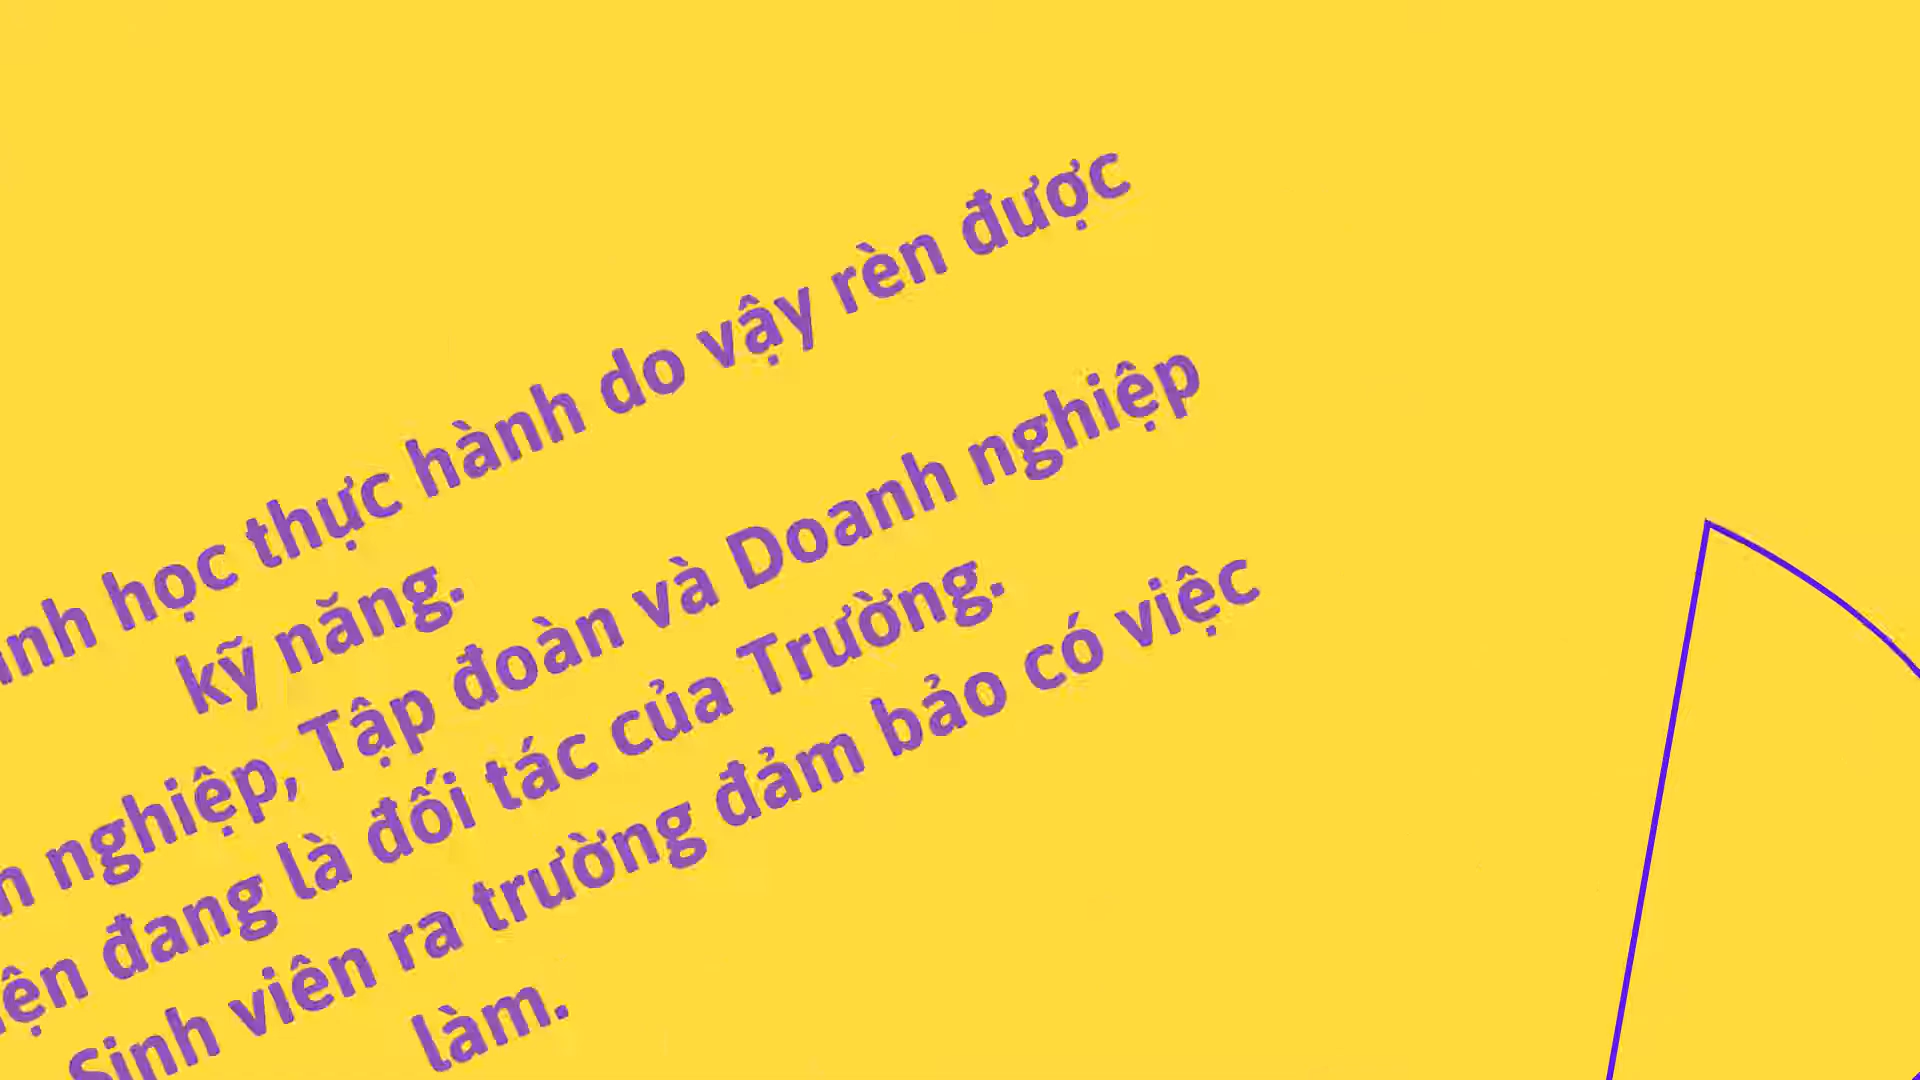 học thực hành do vậy rèn được
kỹ năng.
nghiệp, Tập đoàn và Doanh nghiệp
đang là đối tác của Trường.
Sinh viên ra trường đảm bảo có việc
làm.